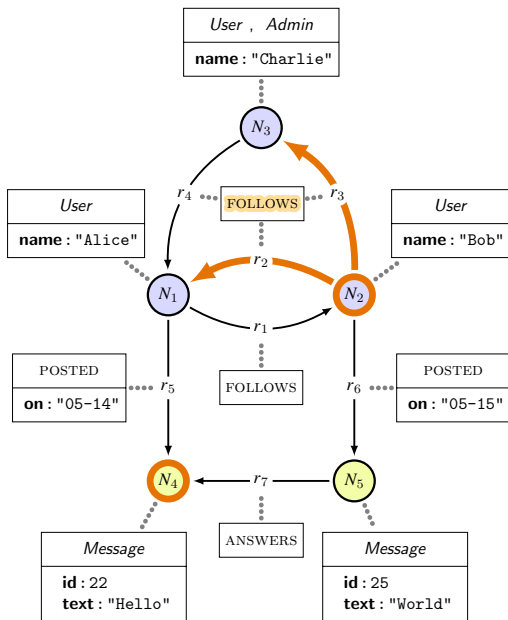 User , Admin
name : "Charlie"
N3
r4
FOLLOWS
r3
User
name : "Alice"
User
name : "Bob"
r2
N1
N2
r1
POSTED
on : "05-14"
r5
FOLLOWS
r6
POSTED
on : "05-15"
N4
r7
N5
Message
id : 22
text : "Hello"
ANSWERS
Message
id : 25
text : "World"